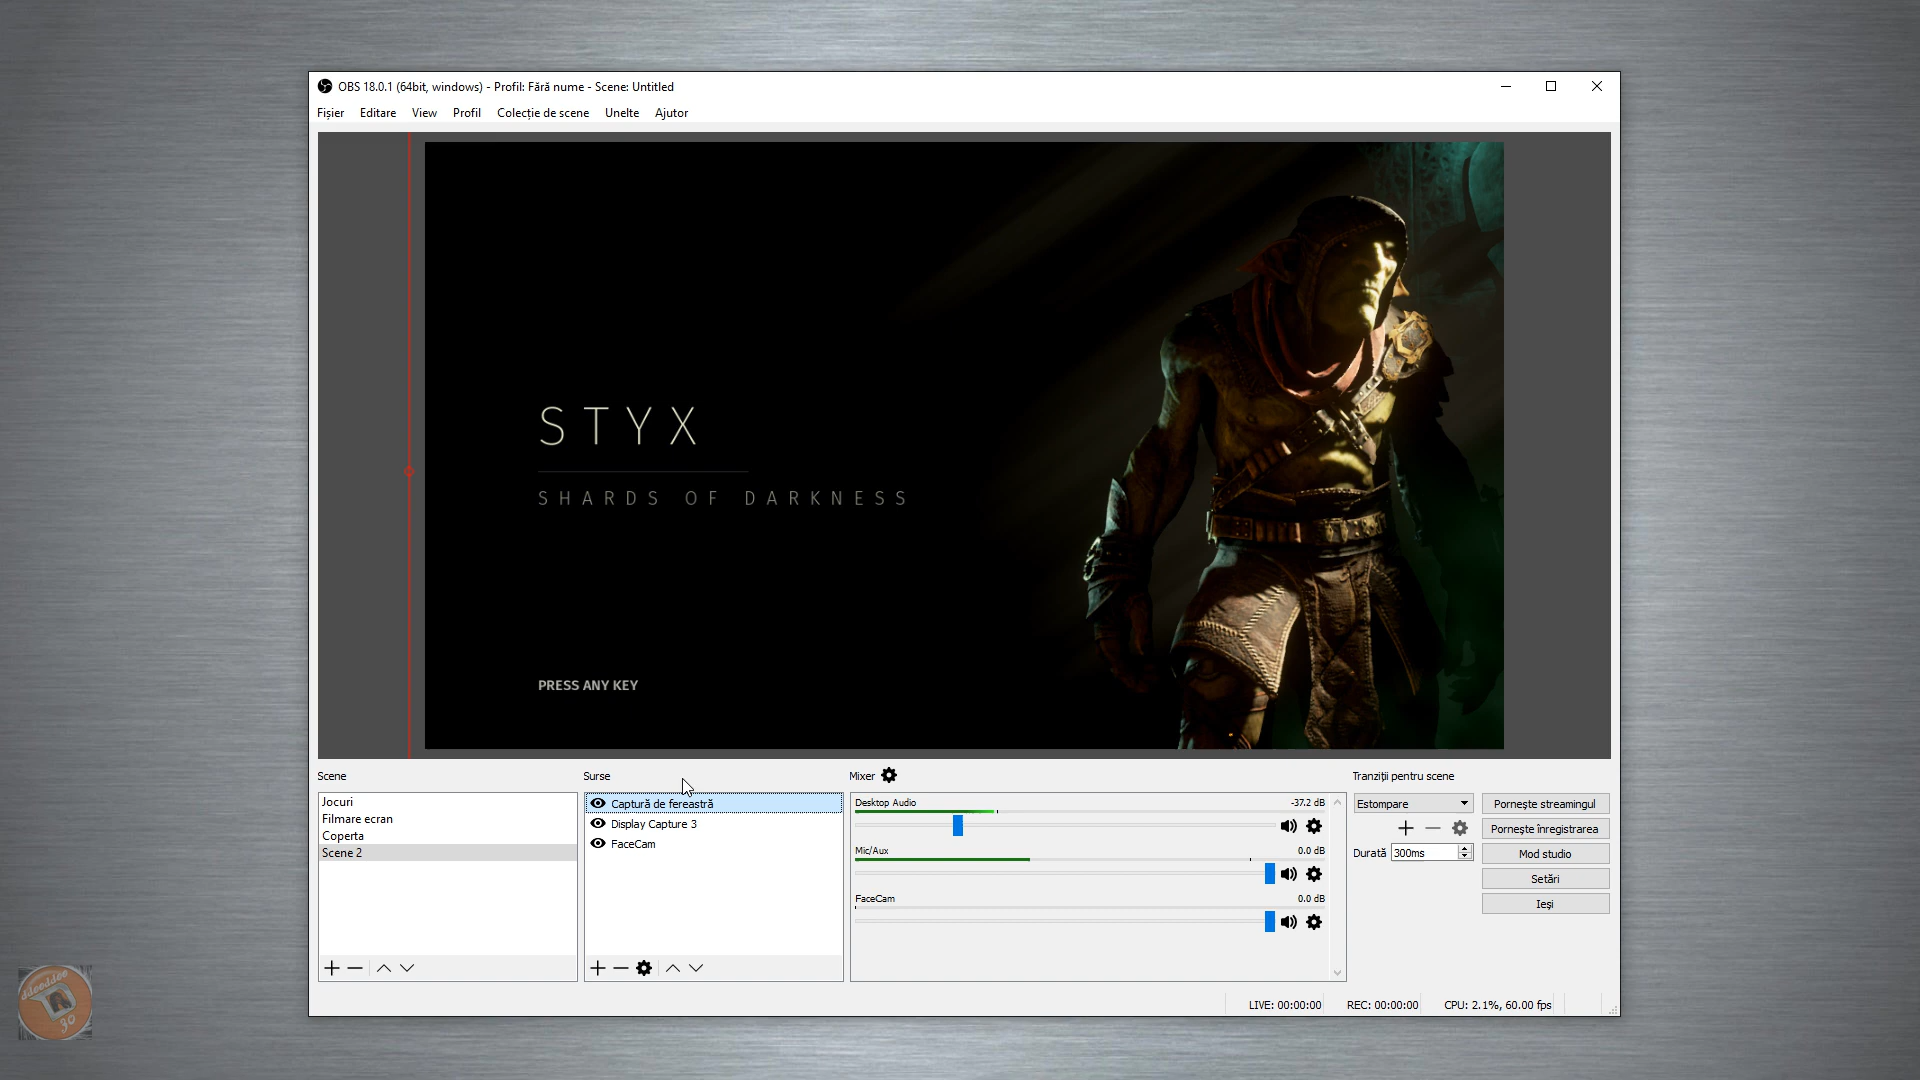 OBS 18.0.1 (64bit, windows) - Profil: Fără nume - Scene: Untitled
Fișier Editare View Profil Colecție de scene Unelte Ajutor
STYX
SHARDS OF DARKNESS
PRESS ANY KEY
Scene
Jocuri
Filmare ecran
Coperta
Scene 2
Surse
Captură de fereastră
Display Capture 3
FaceCam
Mixer
Desktop Audio -37.2 dB
Mic/Aux 0.0 dB
FaceCam 0.0 dB
Tranziții pentru scene
Estompare
Durată 300ms
Pornește streamingul
Pornește înregistrarea
Mod studio
Setări
Ieși
LIVE: 00:00:00 REC: 00:00:00 CPU: 2.1%, 60.00 fps
30